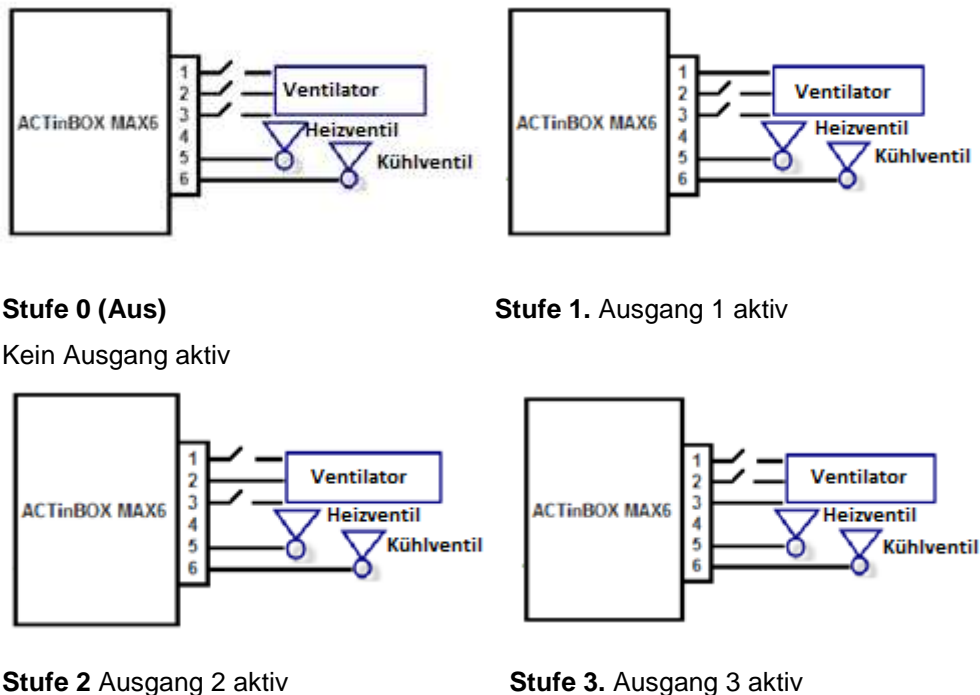 ACTinBOX MAX6
1
2
3
4
5
6
Ventilator
Heizventil
Kühlventil
ACTinBOX MAX6
1
2
3
4
5
6
Ventilator
Heizventil
Kühlventil
Stufe 0 (Aus)
Stufe 1. Ausgang 1 aktiv
Kein Ausgang aktiv
ACTinBOX MAX6
1
2
3
4
5
6
Ventilator
Heizventil
Kühlventil
ACTinBOX MAX6
1
2
3
4
5
6
Ventilator
Heizventil
Kühlventil
Stufe 2 Ausgang 2 aktiv
Stufe 3. Ausgang 3 aktiv